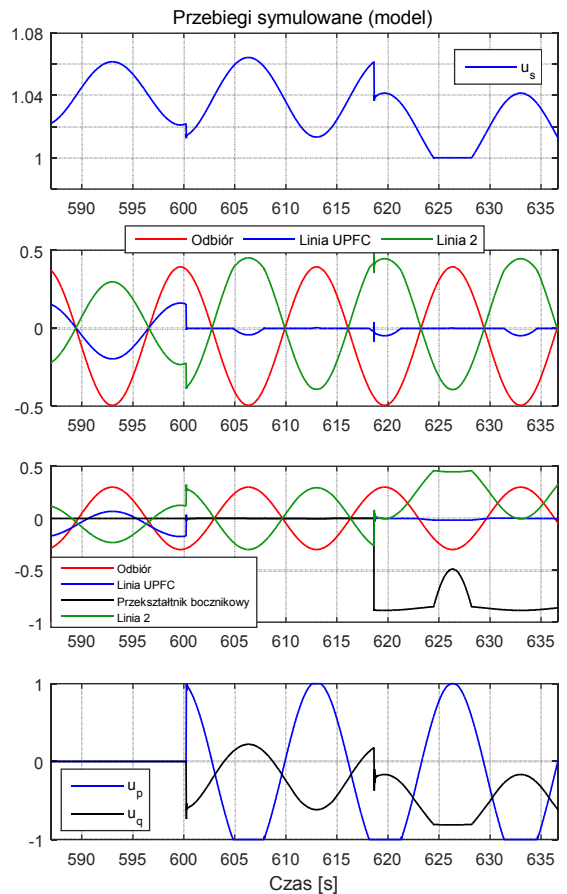 Przebiegi symulowane (model)
1.08
1.04
1
u_s
590 595 600 605 610 615 620 625 630 635
0.5
0
-0.5
Odbiór Linia UPFC Linia 2
590 595 600 605 610 615 620 625 630 635
0.5
0
-0.5
-1
Odbiór
Linia UPFC
Przekształtnik bocznikowy
Linia 2
590 595 600 605 610 615 620 625 630 635
1
0
-1
u_p
u_q
590 595 600 605 610 615 620 625 630 635
Czas [s]